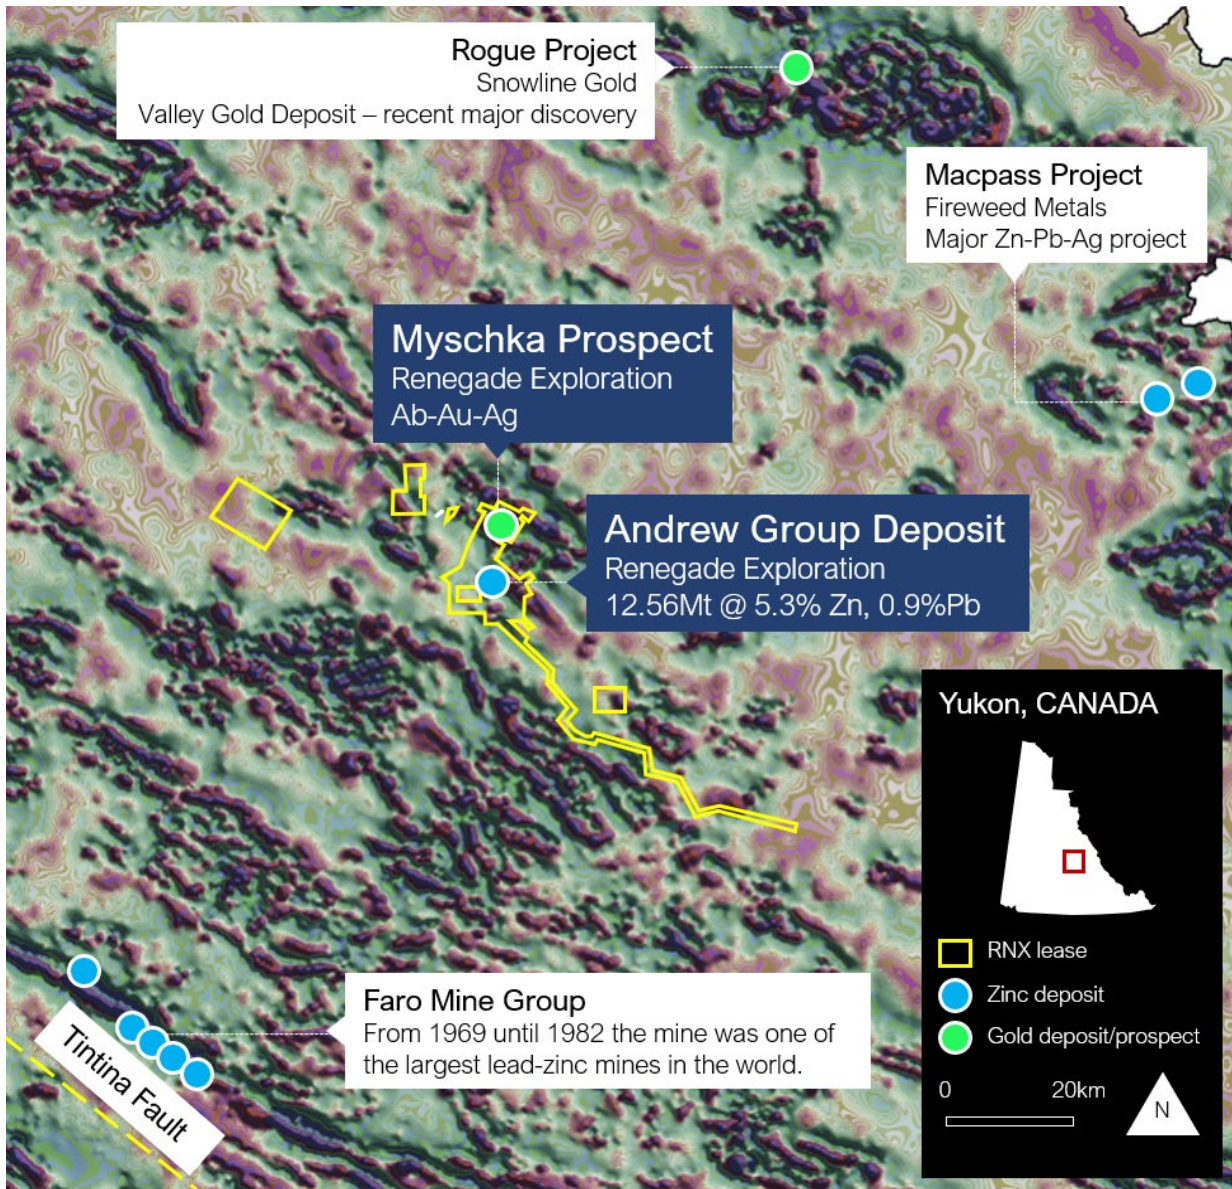 Rogue Project
Snowline Gold
Valley Gold Deposit – recent major discovery
Macpass Project
Fireweed Metals
Major Zn-Pb-Ag project
Myschka Prospect
Renegade Exploration
Ab-Au-Ag
Andrew Group Deposit
Renegade Exploration
12.56Mt @ 5.3% Zn, 0.9%Pb
Yukon, CANADA
RNX lease
Zinc deposit
Gold deposit/prospect
0 20km
N
Faro Mine Group
From 1969 until 1982 the mine was one of
the largest lead-zinc mines in the world.
Tintina Fault